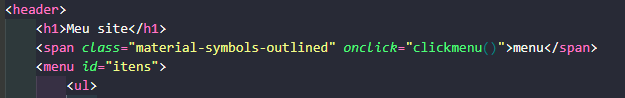 <header>
<h1>Meu site</h1>
<span class="material-symbols-outlined" onclick="clickmenu()">menu</span>
<menu id="itens">
<ul>